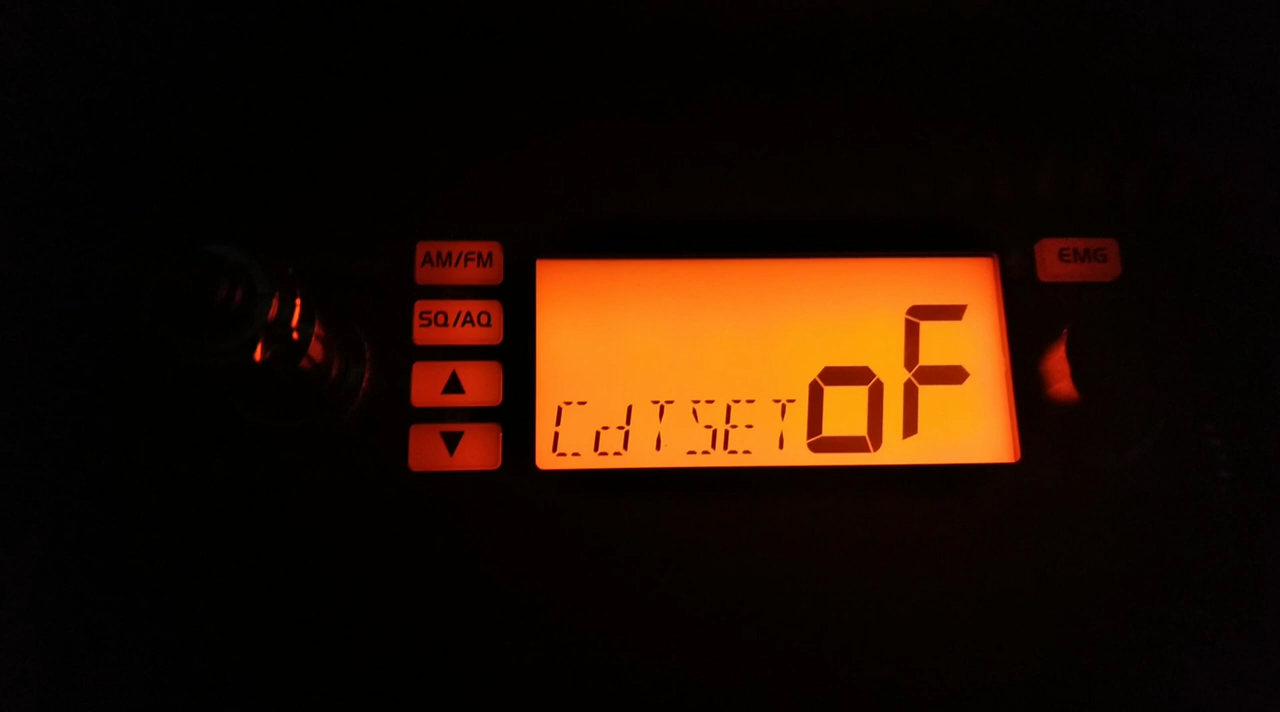 AM/FM
EMG
SQ/AQ
▲
▼
CdTSET oF